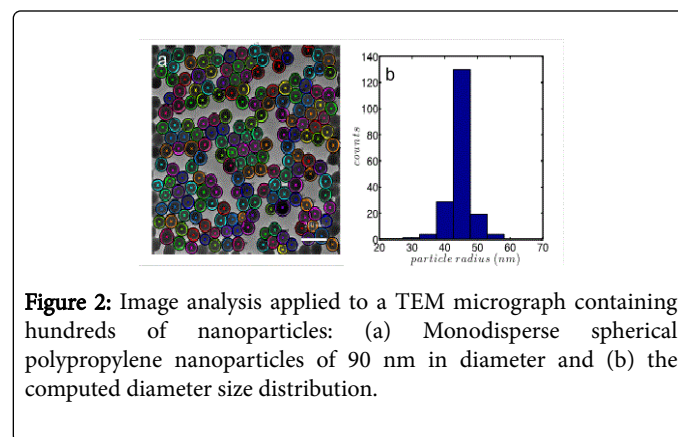 a
b
140
120
100
80
60
40
20
0
counts
20 30 40 50 60 70
particle radius (nm)
Figure 2: Image analysis applied to a TEM micrograph containing
hundreds of nanoparticles: (a) Monodisperse spherical
polypropylene nanoparticles of 90 nm in diameter and (b) the
computed diameter size distribution.